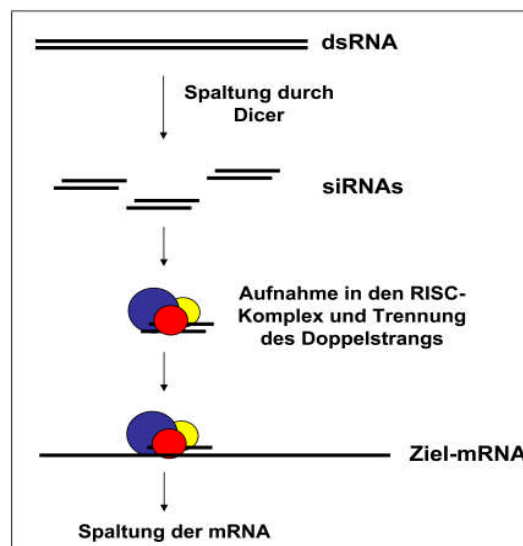 dsRNA
Spaltung durch
Dicer
siRNAs
Aufnahme in den RISC-
Komplex und Trennung
des Doppelstrangs
Ziel-mRNA
Spaltung der mRNA